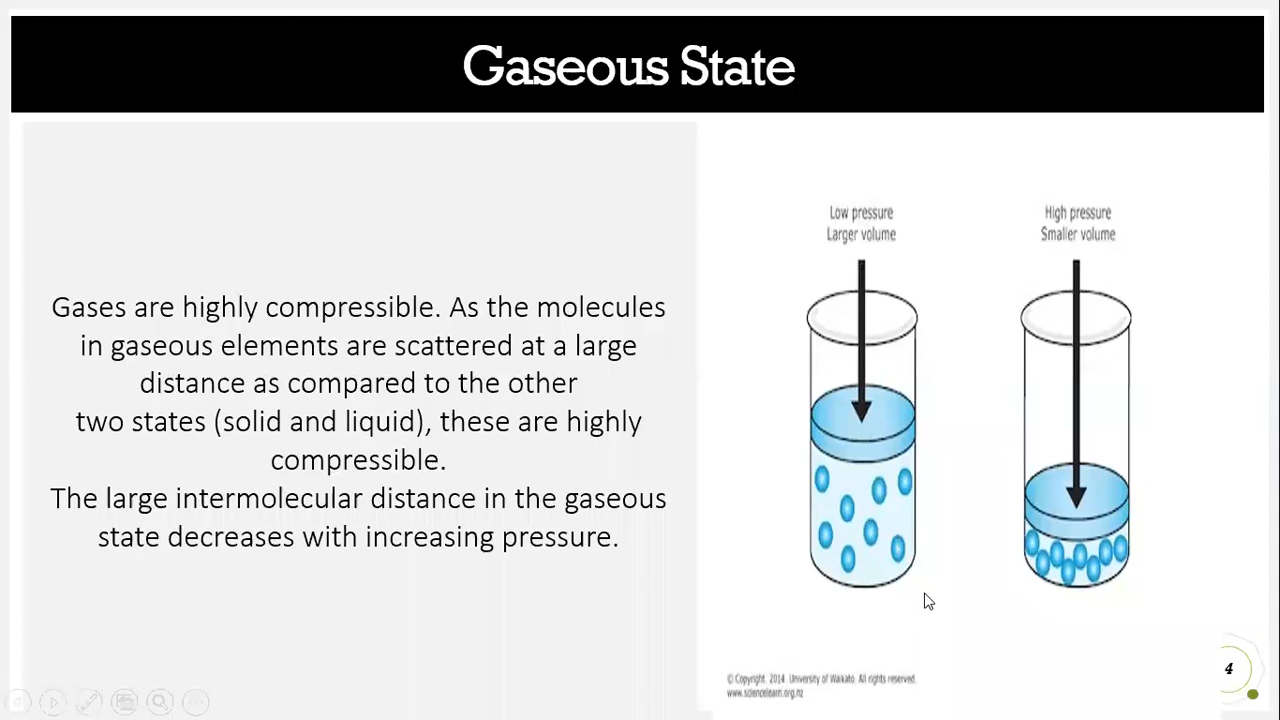 Gaseous State
Gases are highly compressible. As the molecules
in gaseous elements are scattered at a large
distance as compared to the other
two states (solid and liquid), these are highly
compressible.
The large intermolecular distance in the gaseous
state decreases with increasing pressure.
Low pressure
Larger volume
High pressure
Smaller volume
© Copyright. 2014. University of Waikato. All rights reserved.
www.sciencelearn.org.nz
4